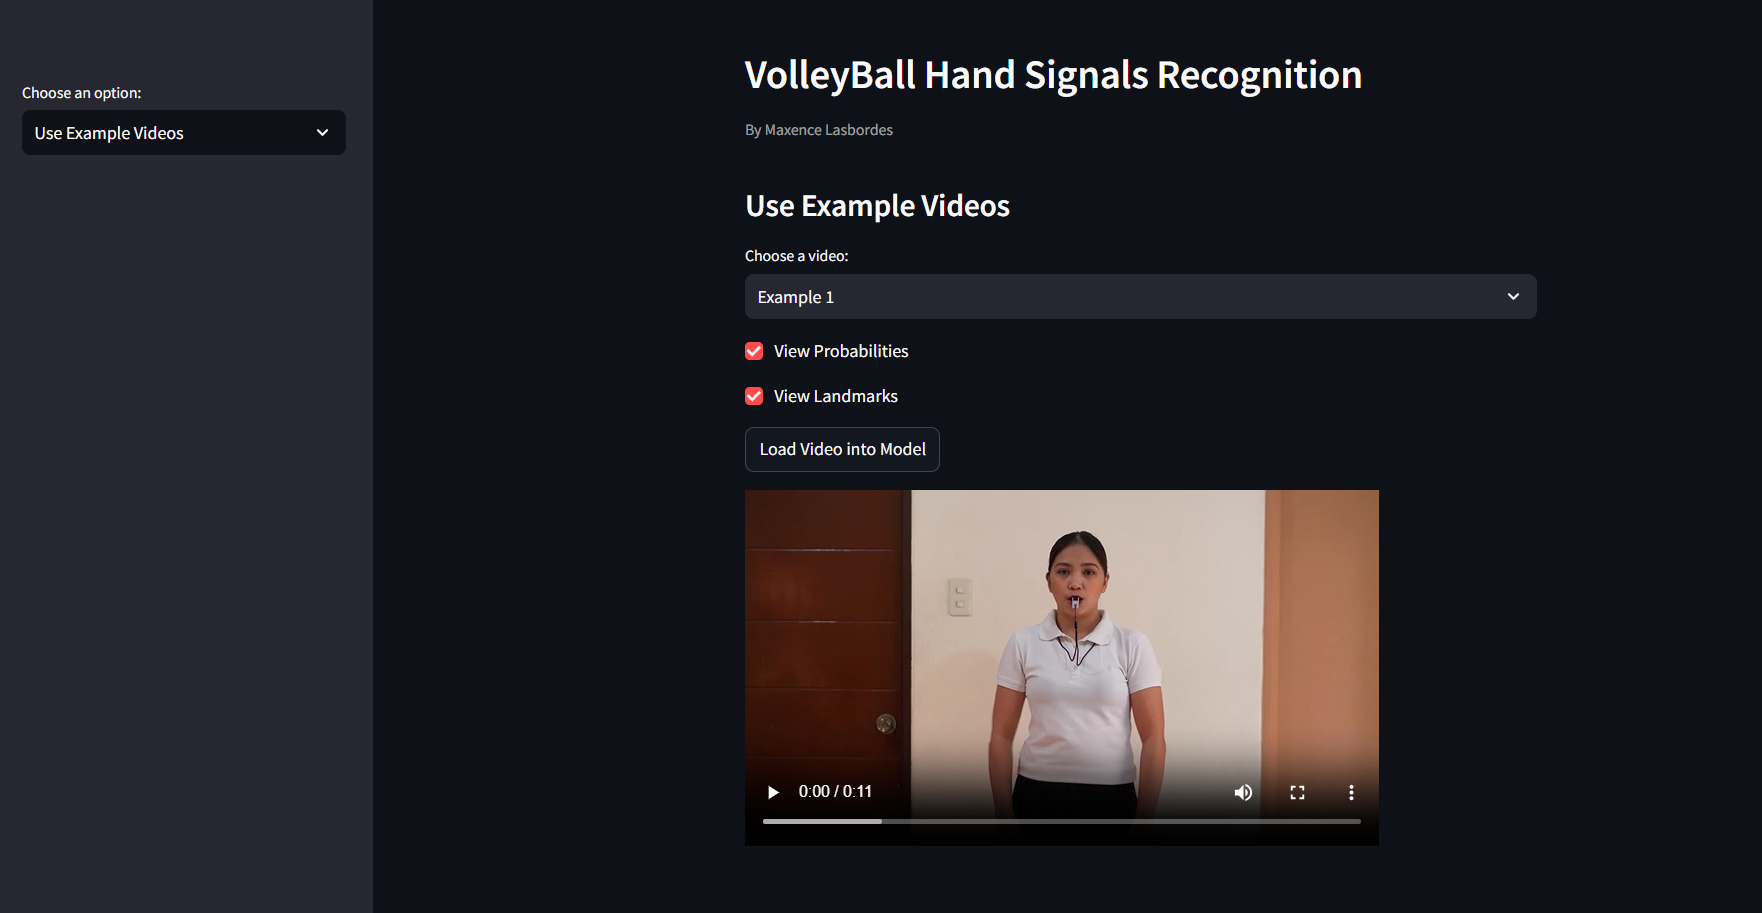 Choose an option:
Use Example Videos
VolleyBall Hand Signals Recognition
By Maxence Lasbordes
Use Example Videos
Choose a video:
Example 1
View Probabilities
View Landmarks
Load Video into Model
0:00 / 0:11